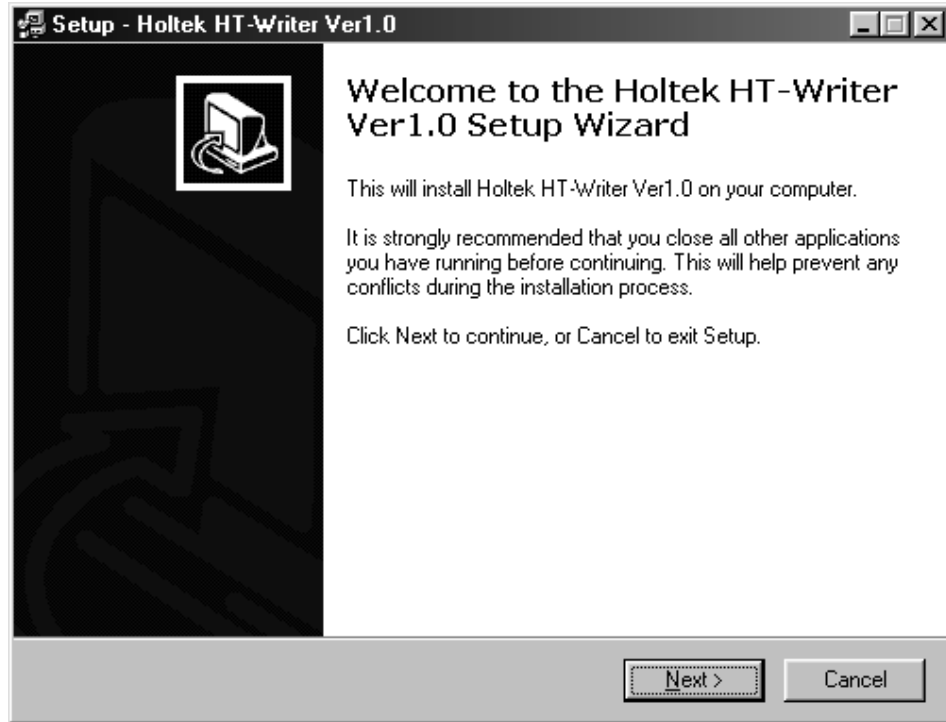 Setup - Holtek HT-Writer Ver1.0
Welcome to the Holtek HT-Writer
Ver1.0 Setup Wizard
This will install Holtek HT-Writer Ver1.0 on your computer.
It is strongly recommended that you close all other applications
you have running before continuing. This will help prevent any
conflicts during the installation process.
Click Next to continue, or Cancel to exit Setup.
Next > Cancel